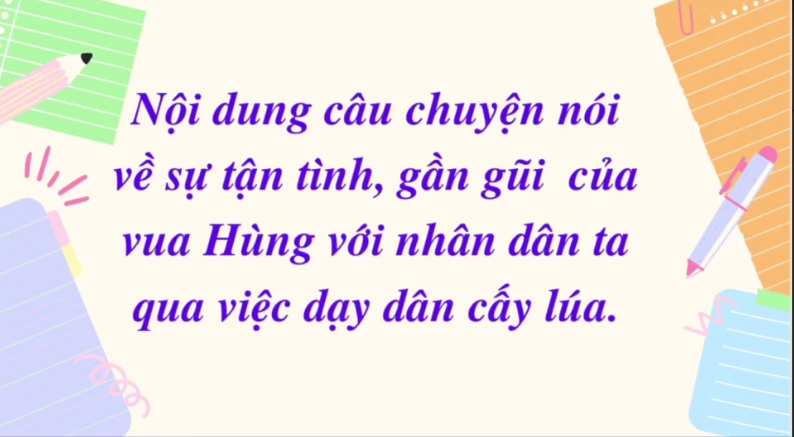 Nội dung câu chuyện nói
về sự tận tình, gần gũi của
vua Hùng với nhân dân ta
qua việc dạy dân cấy lúa.